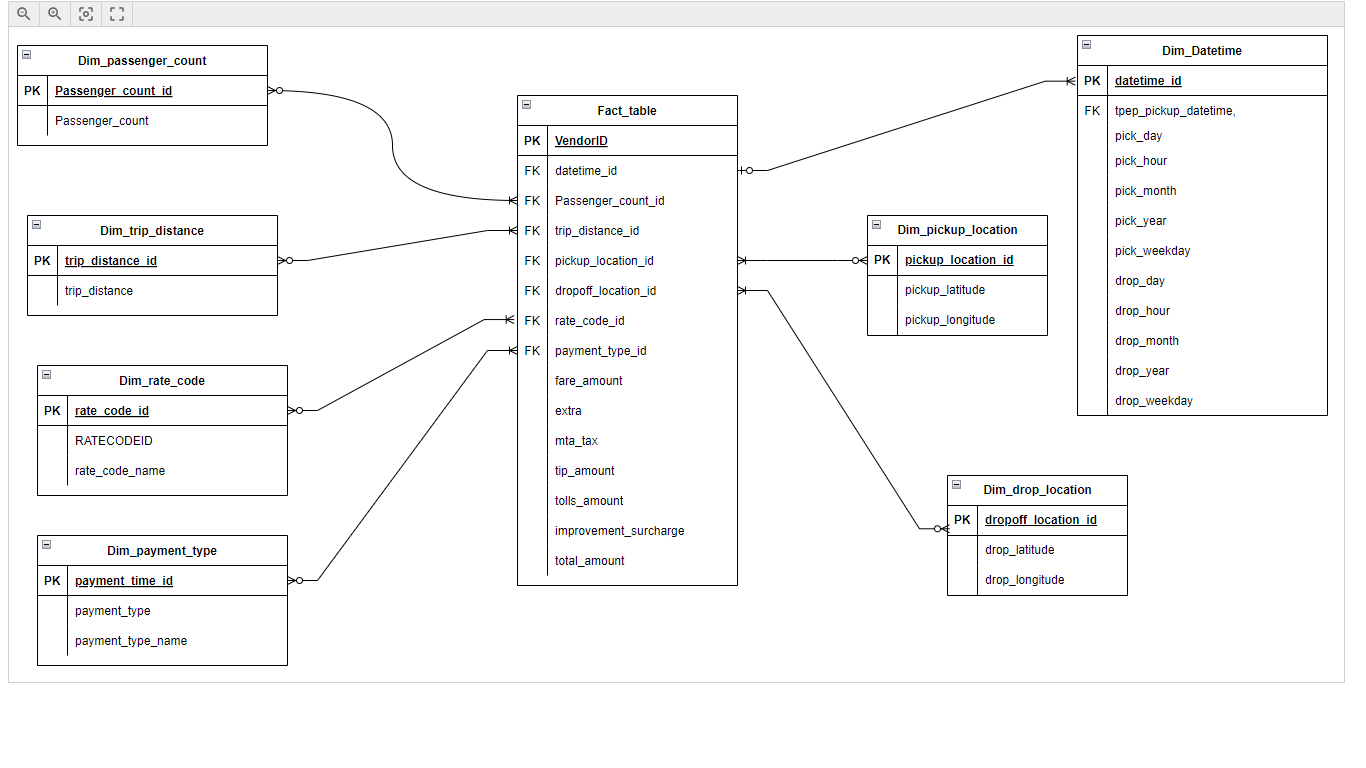 Dim_passenger_count
PK Passenger_count_id
Passenger_count
Dim_trip_distance
PK trip_distance_id
trip_distance
Dim_rate_code
PK rate_code_id
RATECODEID
rate_code_name
Dim_payment_type
PK payment_time_id
payment_type
payment_type_name
Fact_table
PK VendorID
FK datetime_id
FK Passenger_count_id
FK trip_distance_id
FK pickup_location_id
FK dropoff_location_id
FK rate_code_id
FK payment_type_id
fare_amount
extra
mta_tax
tip_amount
tolls_amount
improvement_surcharge
total_amount
Dim_pickup_location
PK pickup_location_id
pickup_latitude
pickup_longitude
Dim_drop_location
PK dropoff_location_id
drop_latitude
drop_longitude
Dim_Datetime
PK datetime_id
FK tpep_pickup_datetime,
pick_day
pick_hour
pick_month
pick_year
pick_weekday
drop_day
drop_hour
drop_month
drop_year
drop_weekday